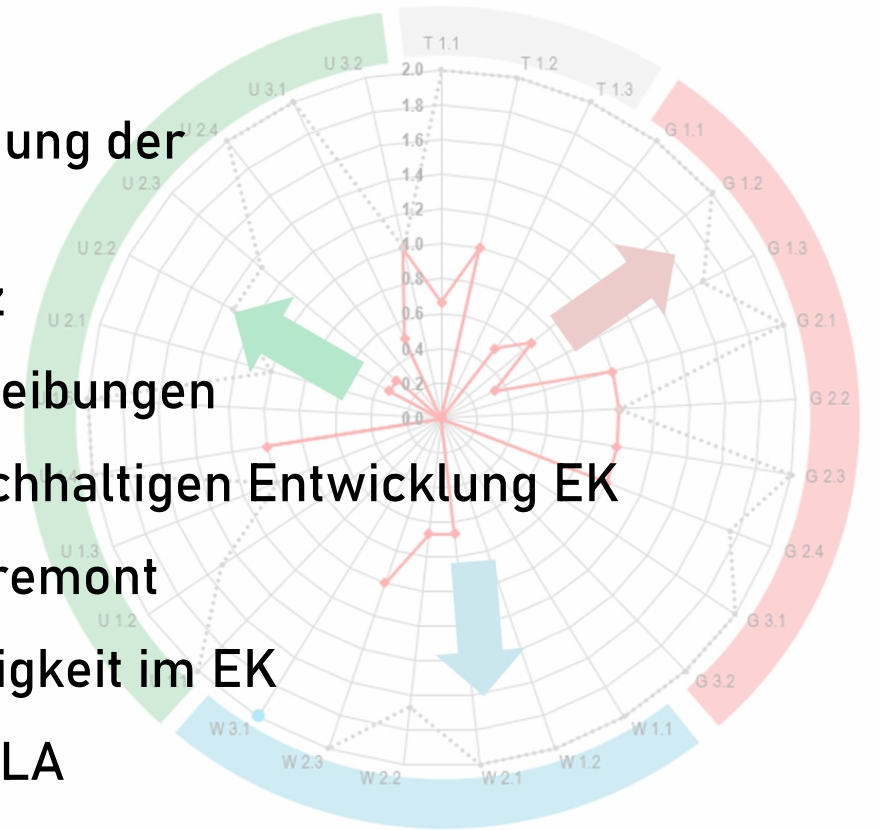 T 1.1
U 3.2
T 1.2
2.0
U 3.1
T 1.3
1.8
U 2.4
G 1.1
ung der
1.6
1.4
U 2.3
G 1.2
1.2
U 2.2
1.0
G 1.3
0.8
z
0.6
U 2.1
G 2.1
0.4
eibungen
0.2
G 2.2
0.0
G 2.3
chhaltigen Entwicklung EK
U 1.3
G 2.4
remont
U 1.2
G 3.1
igkeit im EK
G 3.2
W 3.1
W 1.1
W 2.3
W 1.2
LA
W 2.2
W 2.1